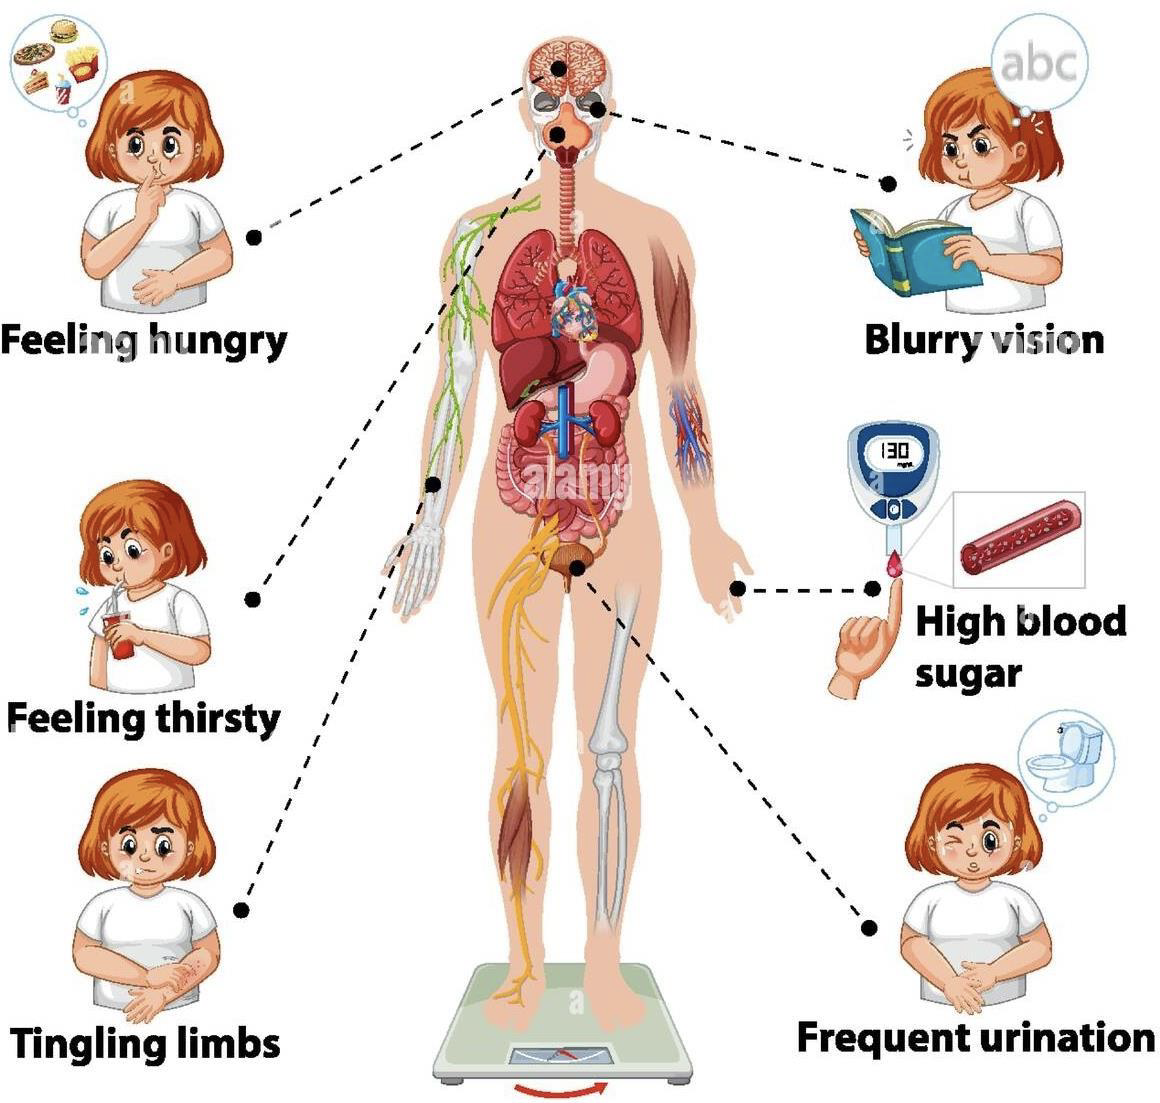 abc
Feeling hungry
Blurry vision
130
alamy
High blood
sugar
Feeling thirsty
Tingling limbs
Frequent urination